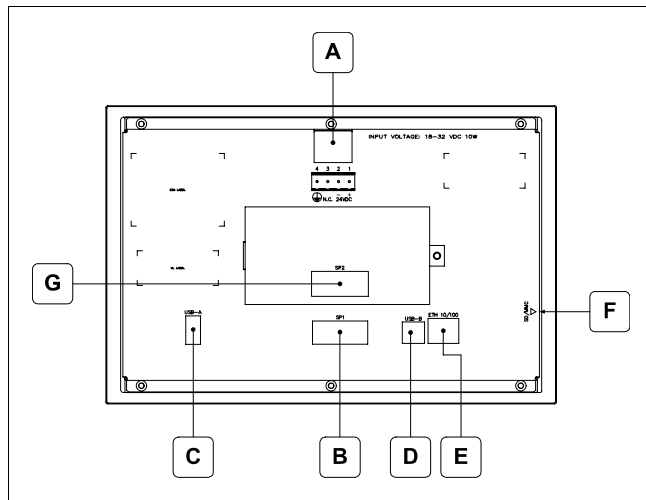 A
INPUT VOLTAGE: 18-32 VDC 10W
4 3 2 1
- +
N.C. 24VDC
SP2
G
SD/MMC
F
USB-A
SP1
USB-B
ETH 10/100
C
B
D
E